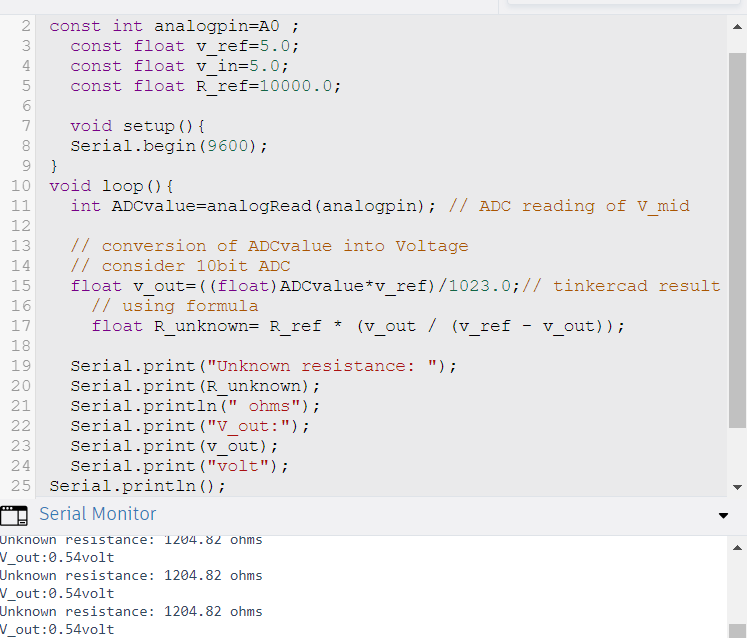 2 const int analogpin=A0 ;
3 const float v_ref=5.0;
4 const float v_in=5.0;
5 const float R_ref=10000.0;
6
7 void setup(){
8 Serial.begin(9600);
9 }
10 void loop(){
11 int ADCvalue=analogRead(analogpin); // ADC reading of V_mid
12
13 // conversion of ADCvalue into Voltage
14 // consider 10bit ADC
15 float v_out=((float)ADCvalue*v_ref)/1023.0;// tinkercad result
16 // using formula
17 float R_unknown= R_ref * (v_out / (v_ref - v_out));
18
19 Serial.print("Unknown resistance: ");
20 Serial.print(R_unknown);
21 Serial.println(" ohms");
22 Serial.print("V_out:");
23 Serial.print(v_out);
24 Serial.print("volt");
25 Serial.println();
Serial Monitor
Unknown resistance: 1204.82 ohms
V_out:0.54volt
Unknown resistance: 1204.82 ohms
V_out:0.54volt
Unknown resistance: 1204.82 ohms
V_out:0.54volt